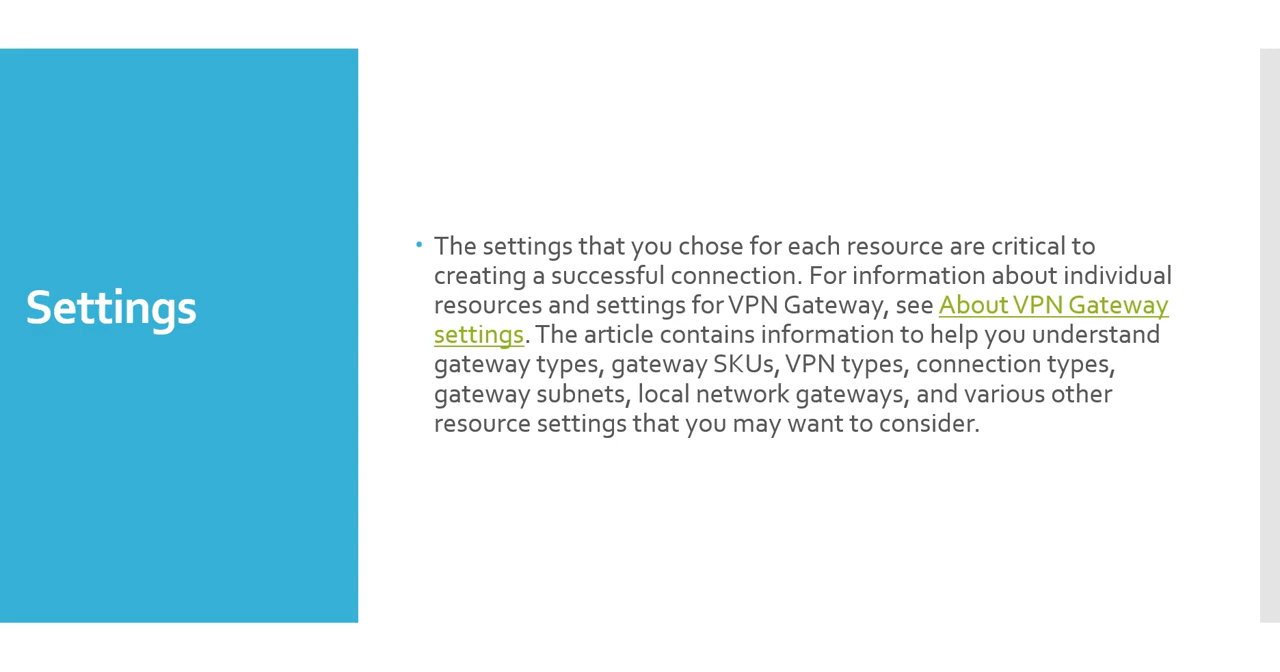 Settings
• The settings that you chose for each resource are critical to
creating a successful connection. For information about individual
resources and settings for VPN Gateway, see About VPN Gateway
settings. The article contains information to help you understand
gateway types, gateway SKUs, VPN types, connection types,
gateway subnets, local network gateways, and various other
resource settings that you may want to consider.